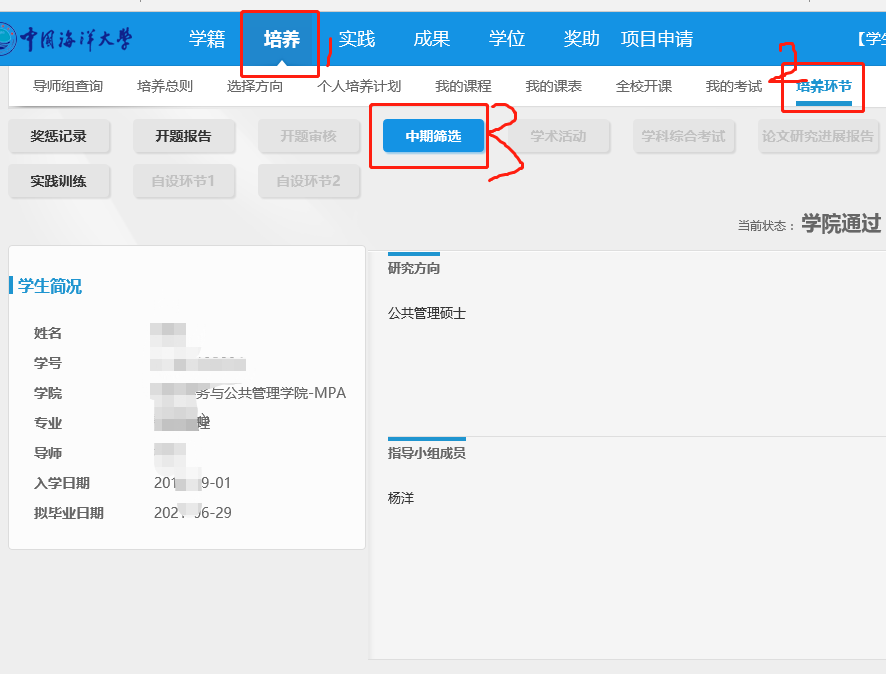 中国海洋大学 学籍 培养 1 实践 成果 学位 奖助 项目申请 【学生
导师组查询 培养总则 选择方向 个人培养计划 我的课程 我的课表 全校开课 我的考试 2 培养环节
奖惩记录 开题报告 开题审核 中期筛选 3 学术活动 学科综合考试 论文研究进展报告
实践训练 自设环节1 自设环节2
当前状态： 学院通过
学生简况
姓名
学号
学院 务与公共管理学院-MPA
专业 理
导师
入学日期 201 9-01
拟毕业日期 202 06-29
研究方向
公共管理硕士
指导小组成员
杨洋